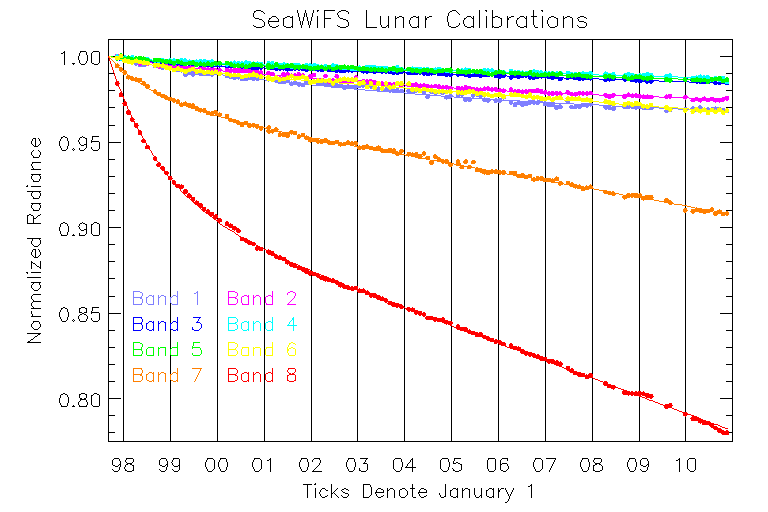 SeaWiFS Lunar Calibrations
1.00
0.95
0.90
0.85
0.80
Normalized Radiance
Band 1 Band 2
Band 3 Band 4
Band 5 Band 6
Band 7 Band 8
98 99 00 01 02 03 04 05 06 07 08 09 10
Ticks Denote January 1